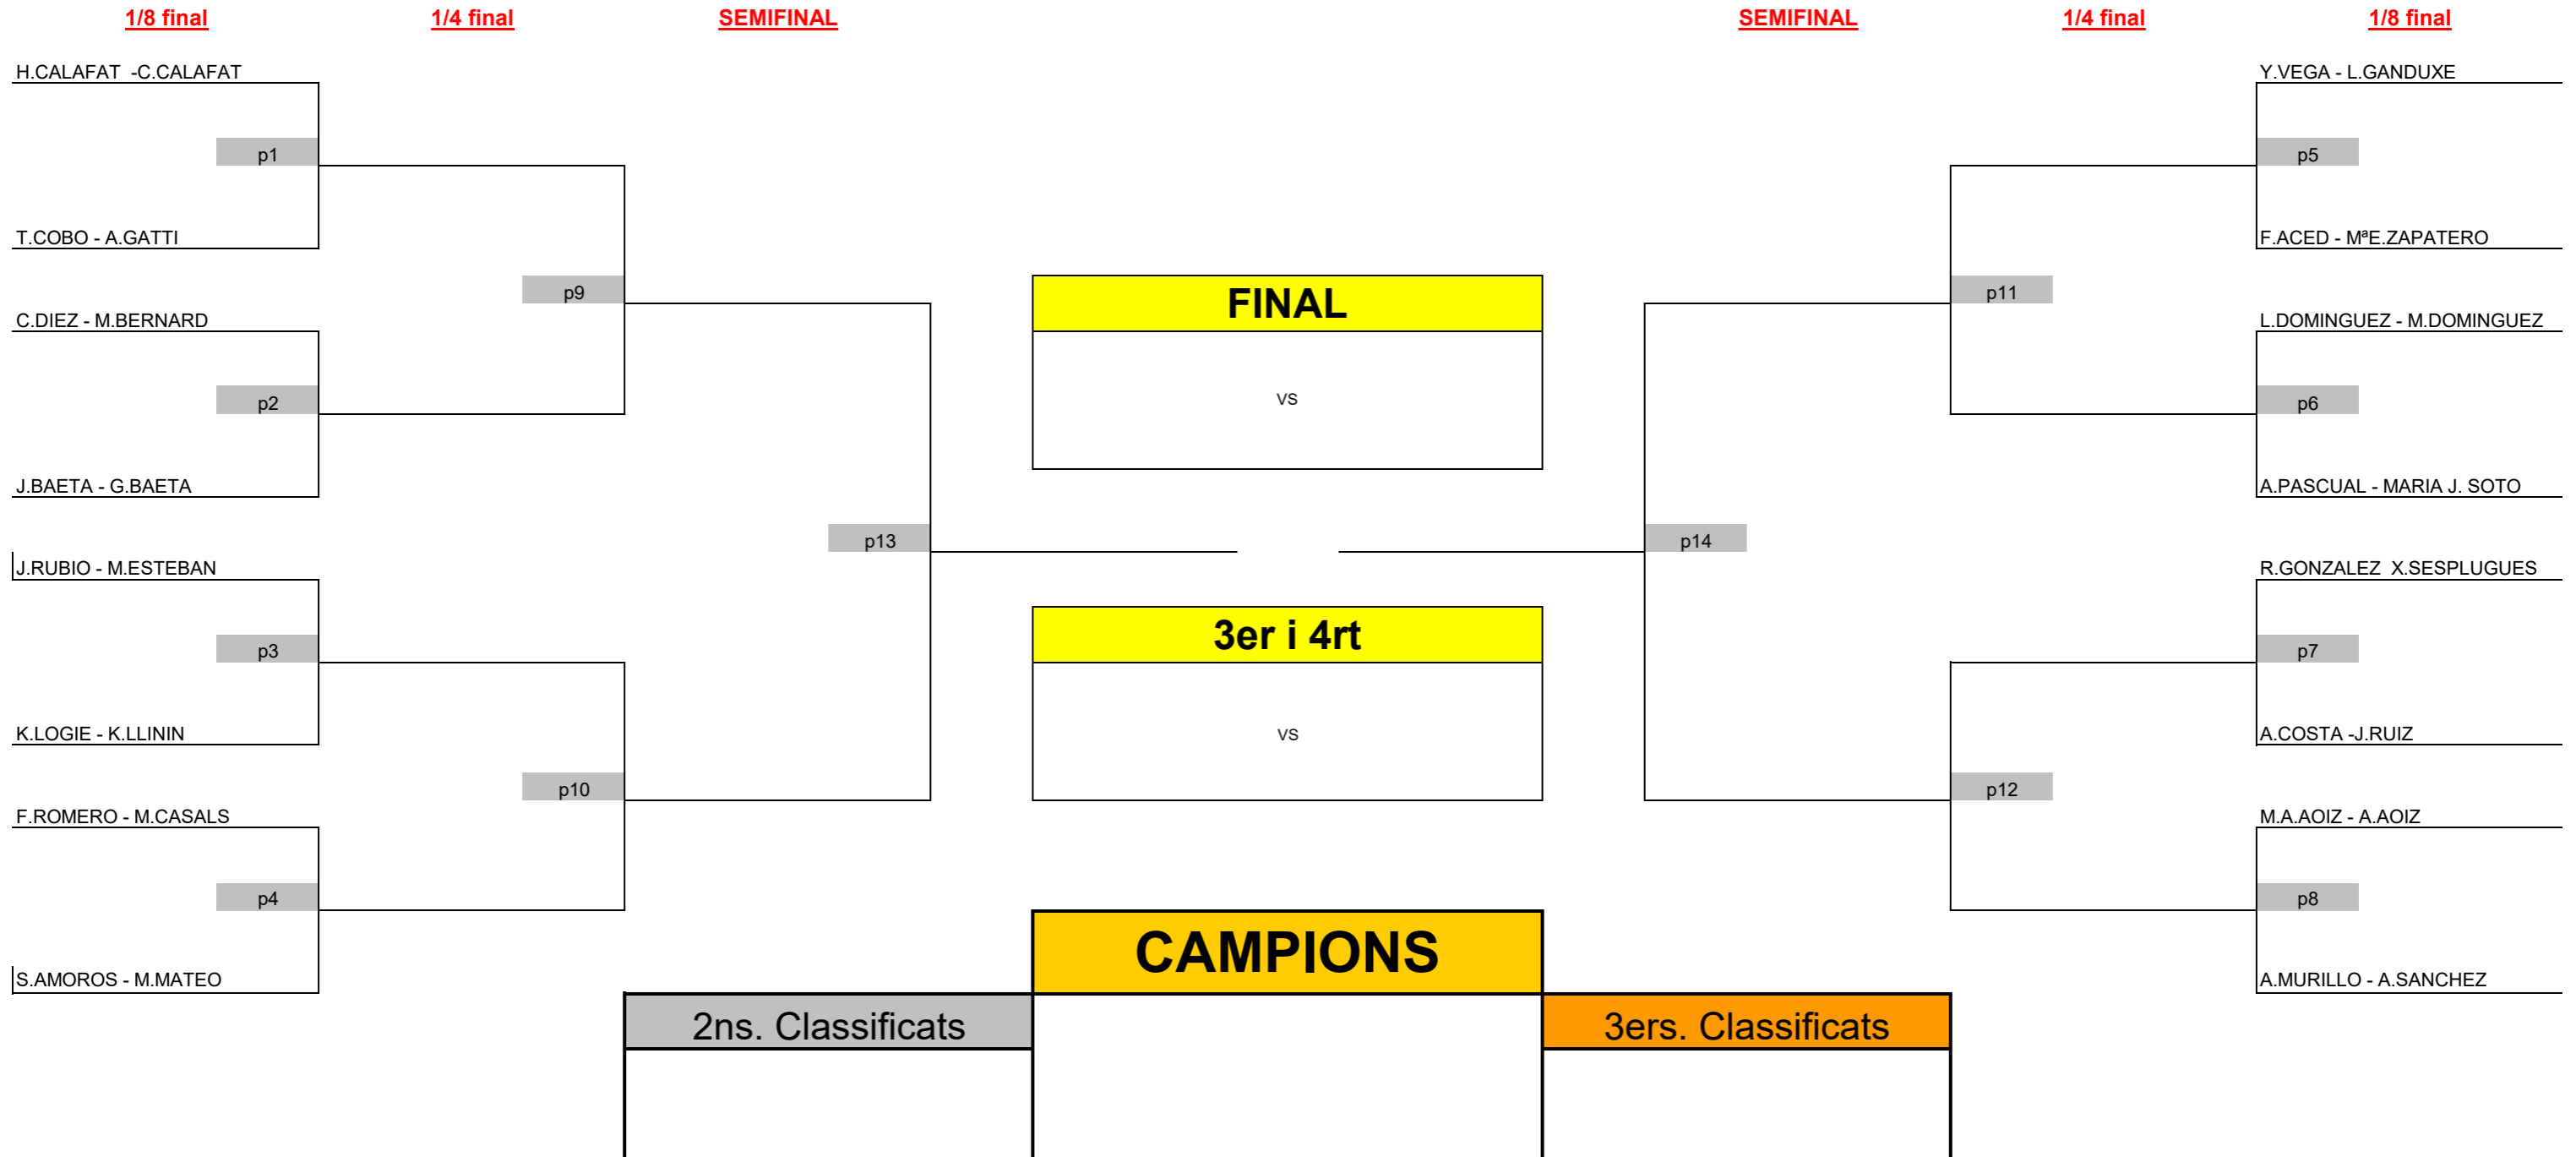 1/8 final 1/4 final SEMIFINAL SEMIFINAL 1/4 final 1/8 final
H.CALAFAT -C.CALAFAT Y.VEGA - L.GANDUXE
p1 p5
T.COBO - A.GATTI F.ACED - MªE.ZAPATERO
p9 FINAL p11
C.DIEZ - M.BERNARD L.DOMINGUEZ - M.DOMINGUEZ
p2 vs p6
J.BAETA - G.BAETA A.PASCUAL - MARIA J. SOTO
p13 p14
J.RUBIO - M.ESTEBAN R.GONZALEZ X.SESPLUGUES
p3 3er i 4rt p7
K.LOGIE - K.LLININ vs A.COSTA -J.RUIZ
p10 p12
F.ROMERO - M.CASALS M.A.AOIZ - A.AOIZ
p4 p8
CAMPIONS
S.AMOROS - M.MATEO A.MURILLO - A.SANCHEZ
2ns. Classificats 3ers. Classificats